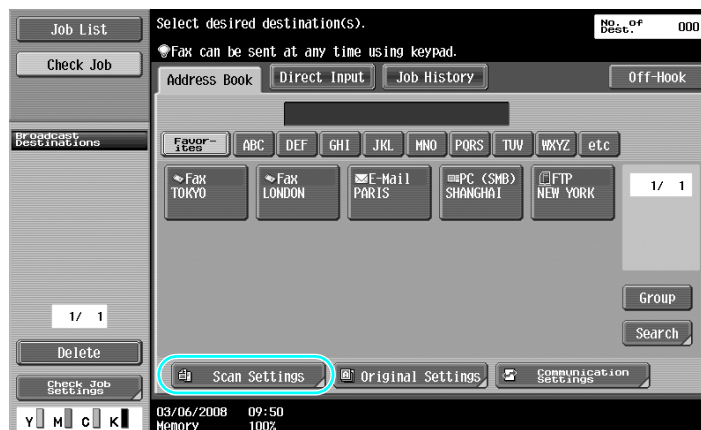 Job List
Check Job
Select desired destination(s).
Fax can be sent at any time using keypad.
No. of
Dest.
000
Address Book
Direct Input
Job History
Off-Hook
Broadcast
Destinations
Favor-
ites
ABC
DEF
GHI
JKL
MNO
PQRS
TUV
WXYZ
etc
Fax
TOKYO
Fax
LONDON
E-Mail
PARIS
PC (SMB)
SHANGHAI
FTP
NEW YORK
1/ 1
Group
Search
1/ 1
Delete
Check Job
Settings
Scan Settings
Original Settings
Communication
Settings
Y M C K
03/06/2008 09:50
Memory 100%